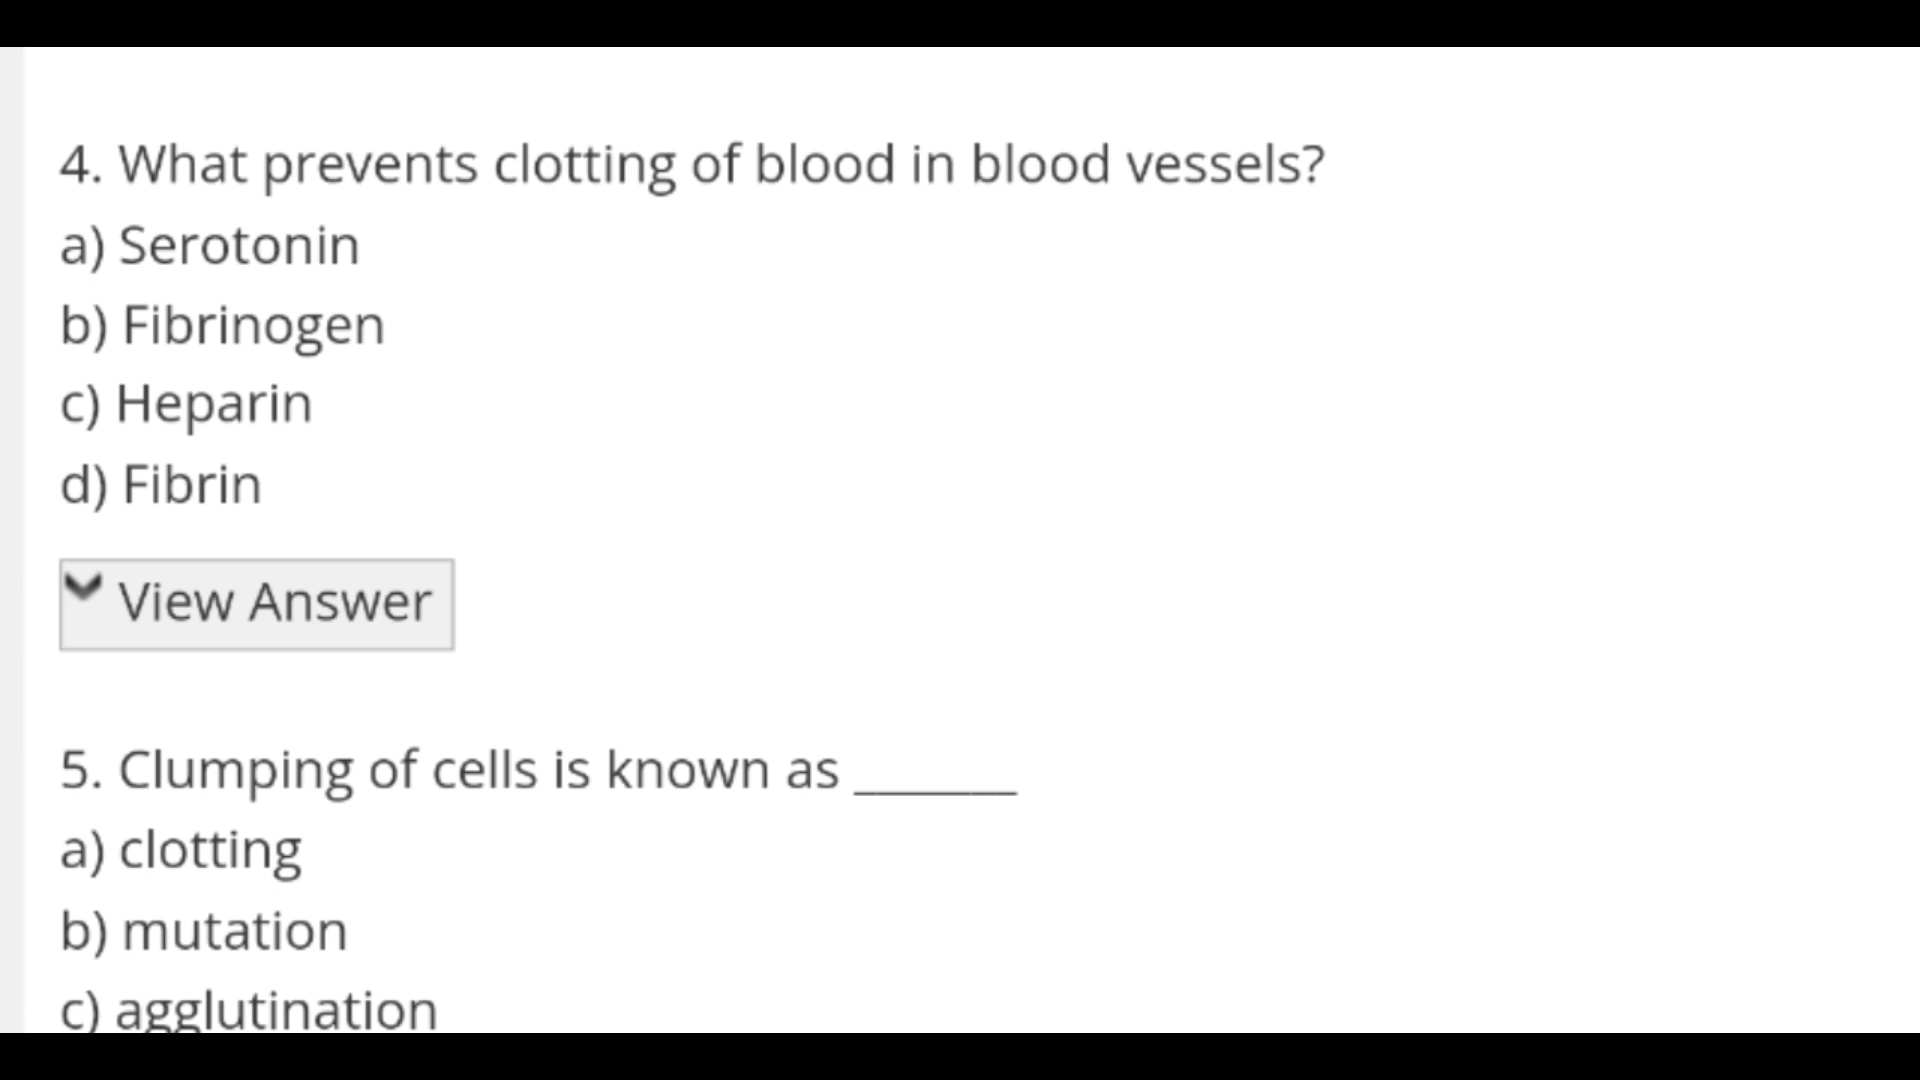 4. What prevents clotting of blood in blood vessels?
a) Serotonin
b) Fibrinogen
c) Heparin
d) Fibrin
View Answer
5. Clumping of cells is known as _______
a) clotting
b) mutation
c) agglutination